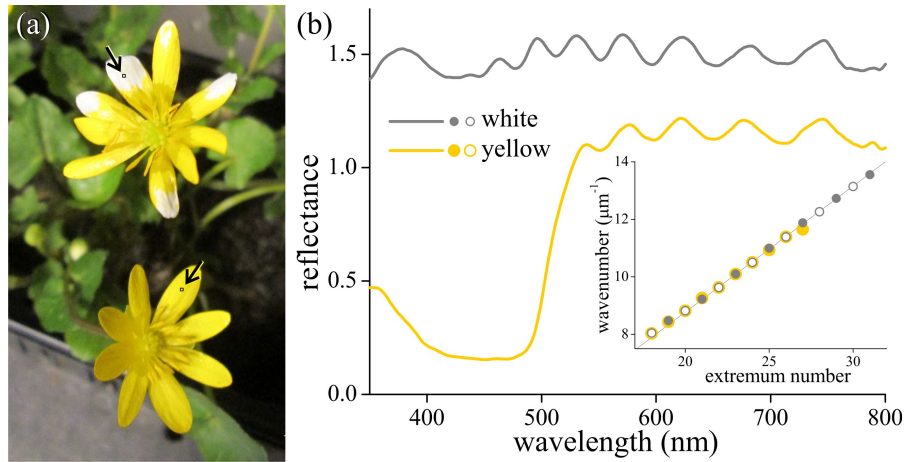 (a)
(b)
1.5
1.0
0.5
0.0
reflectance
white
yellow
14
12
10
8
wavenumber (μm⁻¹)
20 25 30
extremum number
400 500 600 700 800
wavelength (nm)